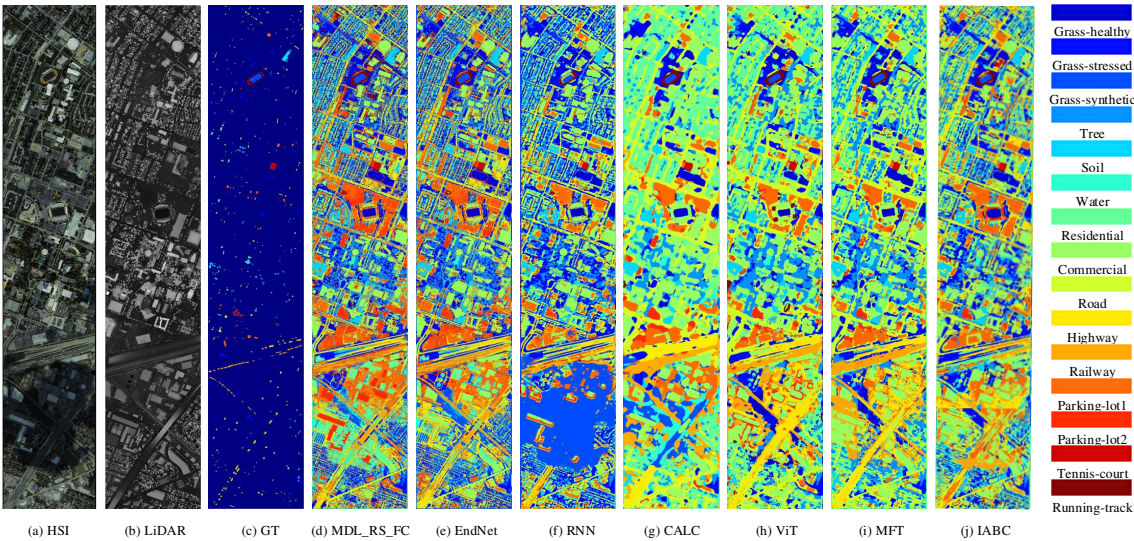 Grass-healthy
Grass-stressed
Grass-synthetic
Tree
Soil
Water
Residential
Commercial
Road
Highway
Railway
Parking-lot1
Parking-lot2
Tennis-court
Running-track
(a) HSI (b) LiDAR (c) GT (d) MDL_RS_FC (e) EndNet (f) RNN (g) CALC (h) ViT (i) MFT (j) IABC